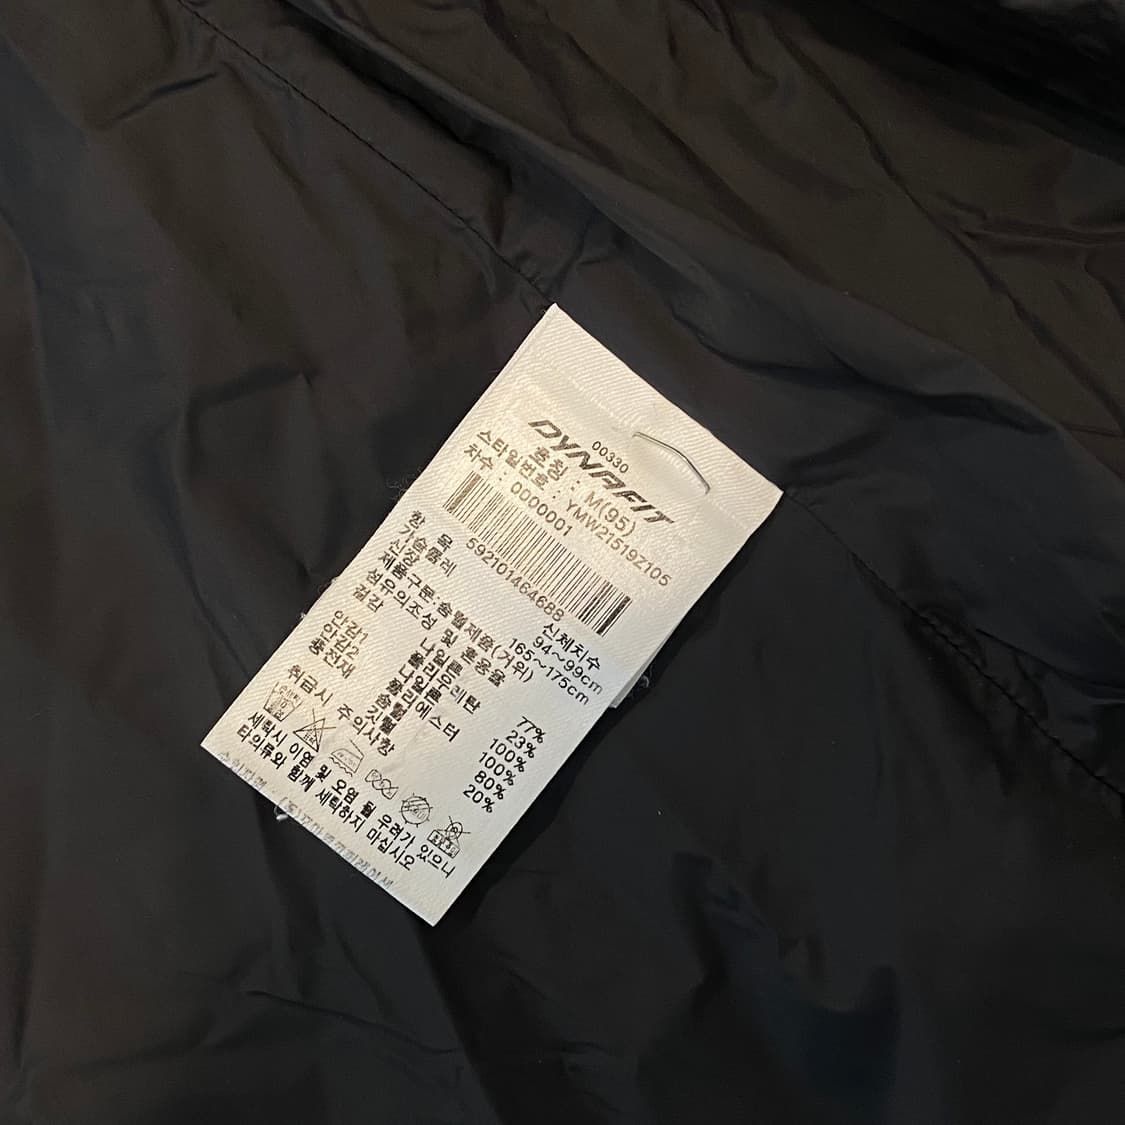 00330
DYNAFIT
호칭 : M(95)
스타일번호 : YMW21519Z105
차수 : 0000001
592101464688
항 목 신체치수
가슴둘레 94~99cm
신장 165~175cm
제품구분:솜털제품(거위)
섬유의조성 및 혼용율
겉감 나일론 77%
폴리우레탄 23%
안감1 나일론 100%
안감2 폴리에스터 100%
충전재 솜털 80%
깃털 20%
취급시 주의사항
세탁시 이염 및 오염 될 우려가 있으니
타의류와 함께 세탁하지 마십시오